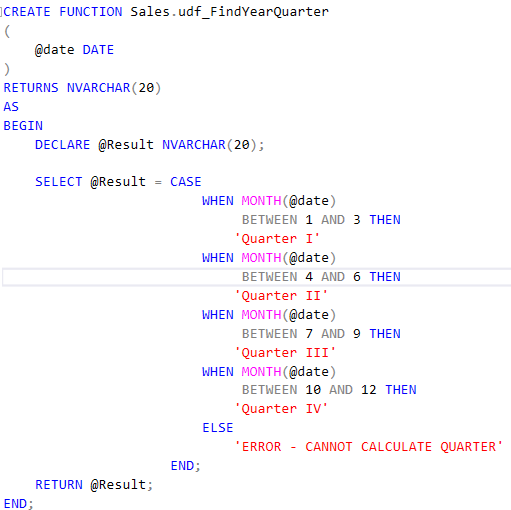 CREATE FUNCTION Sales.udf_FindYearQuarter
(
    @date DATE
)
RETURNS NVARCHAR(20)
AS
BEGIN
    DECLARE @Result NVARCHAR(20);

    SELECT @Result = CASE
                         WHEN MONTH(@date)
                              BETWEEN 1 AND 3 THEN
                             'Quarter I'
                         WHEN MONTH(@date)
                              BETWEEN 4 AND 6 THEN
                             'Quarter II'
                         WHEN MONTH(@date)
                              BETWEEN 7 AND 9 THEN
                             'Quarter III'
                         WHEN MONTH(@date)
                              BETWEEN 10 AND 12 THEN
                             'Quarter IV'
                         ELSE
                             'ERROR - CANNOT CALCULATE QUARTER'
                     END;
    RETURN @Result;
END;